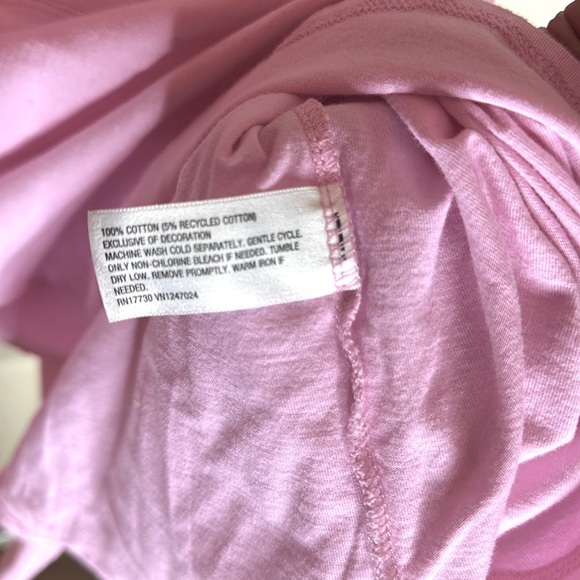 100% COTTON (5% RECYCLED COTTON)
EXCLUSIVE OF DECORATION
MACHINE WASH COLD SEPARATELY, GENTLE CYCLE.
ONLY NON-CHLORINE BLEACH IF NEEDED. TUMBLE
DRY LOW. REMOVE PROMPTLY. WARM IRON IF
NEEDED.
RN17730 VN1247024